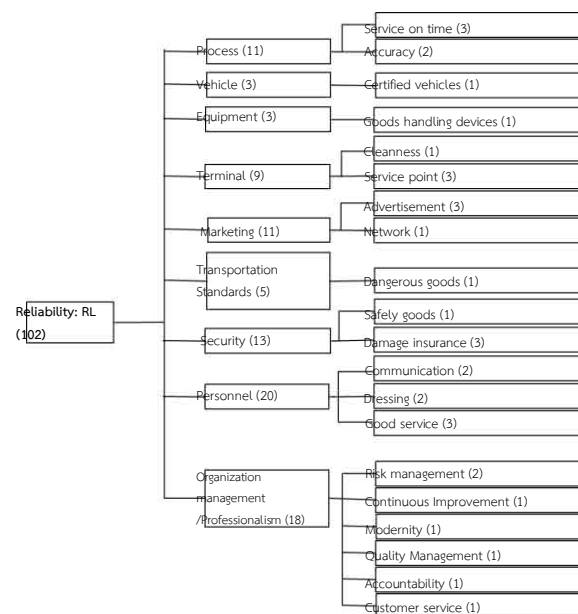 Reliability: RL
(102)
Process (11)
Service on time (3)
Accuracy (2)
Vehicle (3)
Certified vehicles (1)
Equipment (3)
Goods handling devices (1)
Terminal (9)
Cleanness (1)
Service point (3)
Marketing (11)
Advertisement (3)
Network (1)
Transportation
Standards (5)
Dangerous goods (1)
Security (13)
Safely goods (1)
Damage insurance (3)
Personnel (20)
Communication (2)
Dressing (2)
Good service (3)
Organization
management
/Professionalism (18)
Risk management (2)
Continuous Improvement (1)
Modernity (1)
Quality Management (1)
Accountability (1)
Customer service (1)